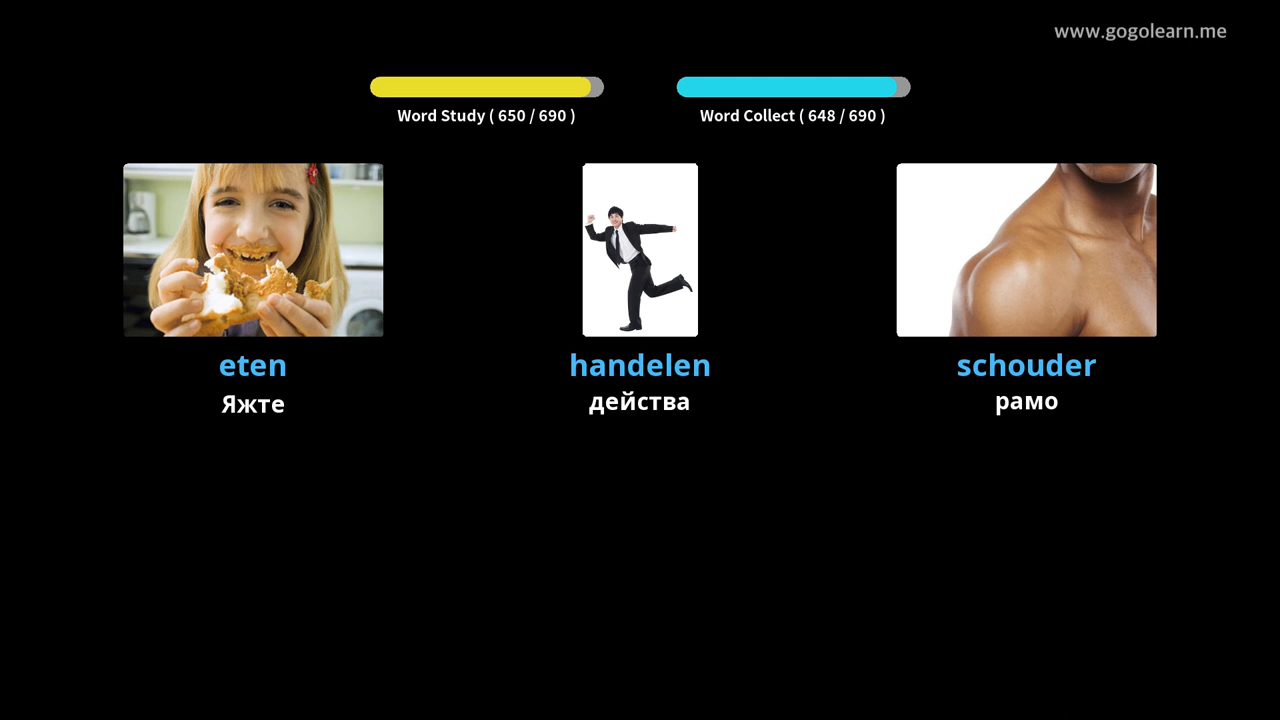 www.gogolearn.me
Word Study ( 650 / 690 )
Word Collect ( 648 / 690 )
eten
handelen
schouder
Яжте
действа
рамо